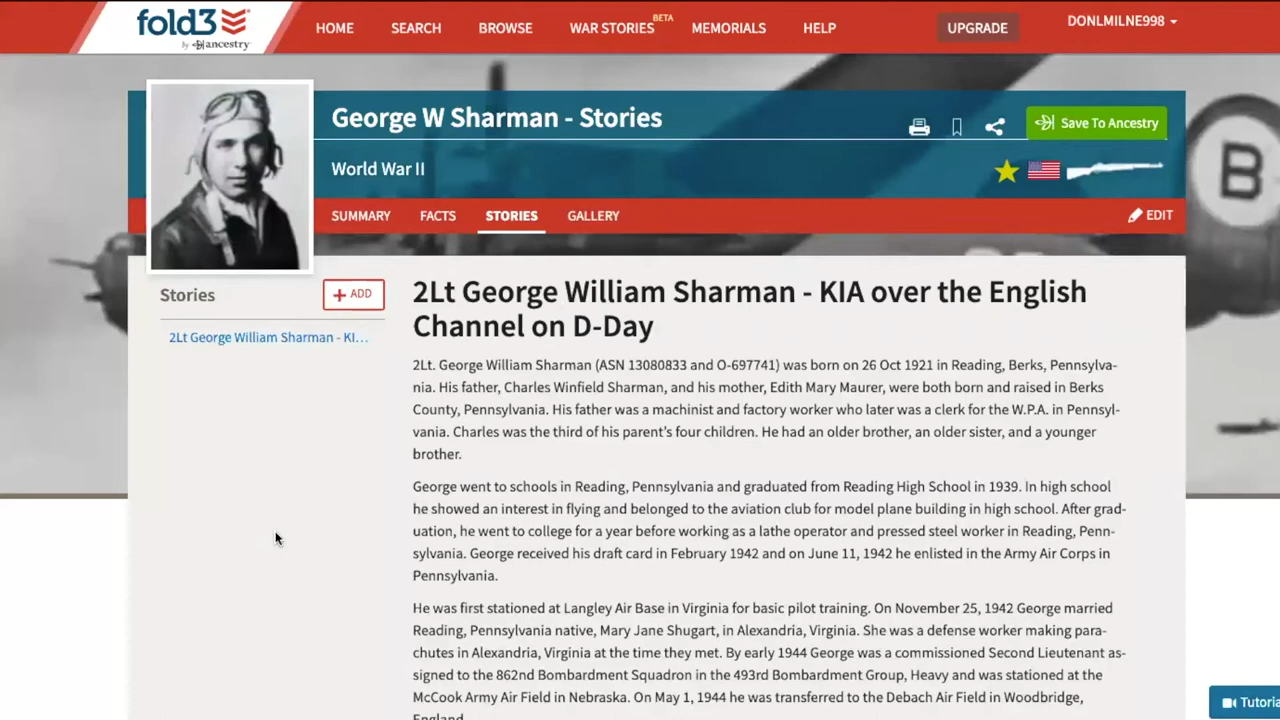 fold3
by ancestry
HOME
SEARCH
BROWSE
WAR STORIES
BETA
MEMORIALS
HELP
UPGRADE
DONLMILNE998
George W Sharman - Stories
Save To Ancestry
World War II
B
SUMMARY
FACTS
STORIES
GALLERY
EDIT
Stories
+ ADD
2Lt George William Sharman - KI...
2Lt George William Sharman - KIA over the English
Channel on D-Day
2Lt. George William Sharman (ASN 13080833 and O-697741) was born on 26 Oct 1921 in Reading, Berks, Pennsylva-
nia. His father, Charles Winfield Sharman, and his mother, Edith Mary Maurer, were both born and raised in Berks
County, Pennsylvania. His father was a machinist and factory worker who later was a clerk for the W.P.A. in Pennsyl-
vania. Charles was the third of his parent's four children. He had an older brother, an older sister, and a younger
brother.
George went to schools in Reading, Pennsylvania and graduated from Reading High School in 1939. In high school
he showed an interest in flying and belonged to the aviation club for model plane building in high school. After grad-
uation, he went to college for a year before working as a lathe operator and pressed steel worker in Reading, Penn-
sylvania. George received his draft card in February 1942 and on June 11, 1942 he enlisted in the Army Air Corps in
Pennsylvania.
He was first stationed at Langley Air Base in Virginia for basic pilot training. On November 25, 1942 George married
Reading, Pennsylvania native, Mary Jane Shugart, in Alexandria, Virginia. She was a defense worker making para-
chutes in Alexandria, Virginia at the time they met. By early 1944 George was a commissioned Second Lieutenant as-
signed to the 862nd Bombardment Squadron in the 493rd Bombardment Group, Heavy and was stationed at the
McCook Army Air Field in Nebraska. On May 1, 1944 he was transferred to the Debach Air Field in Woodbridge,
England.
Tutoria